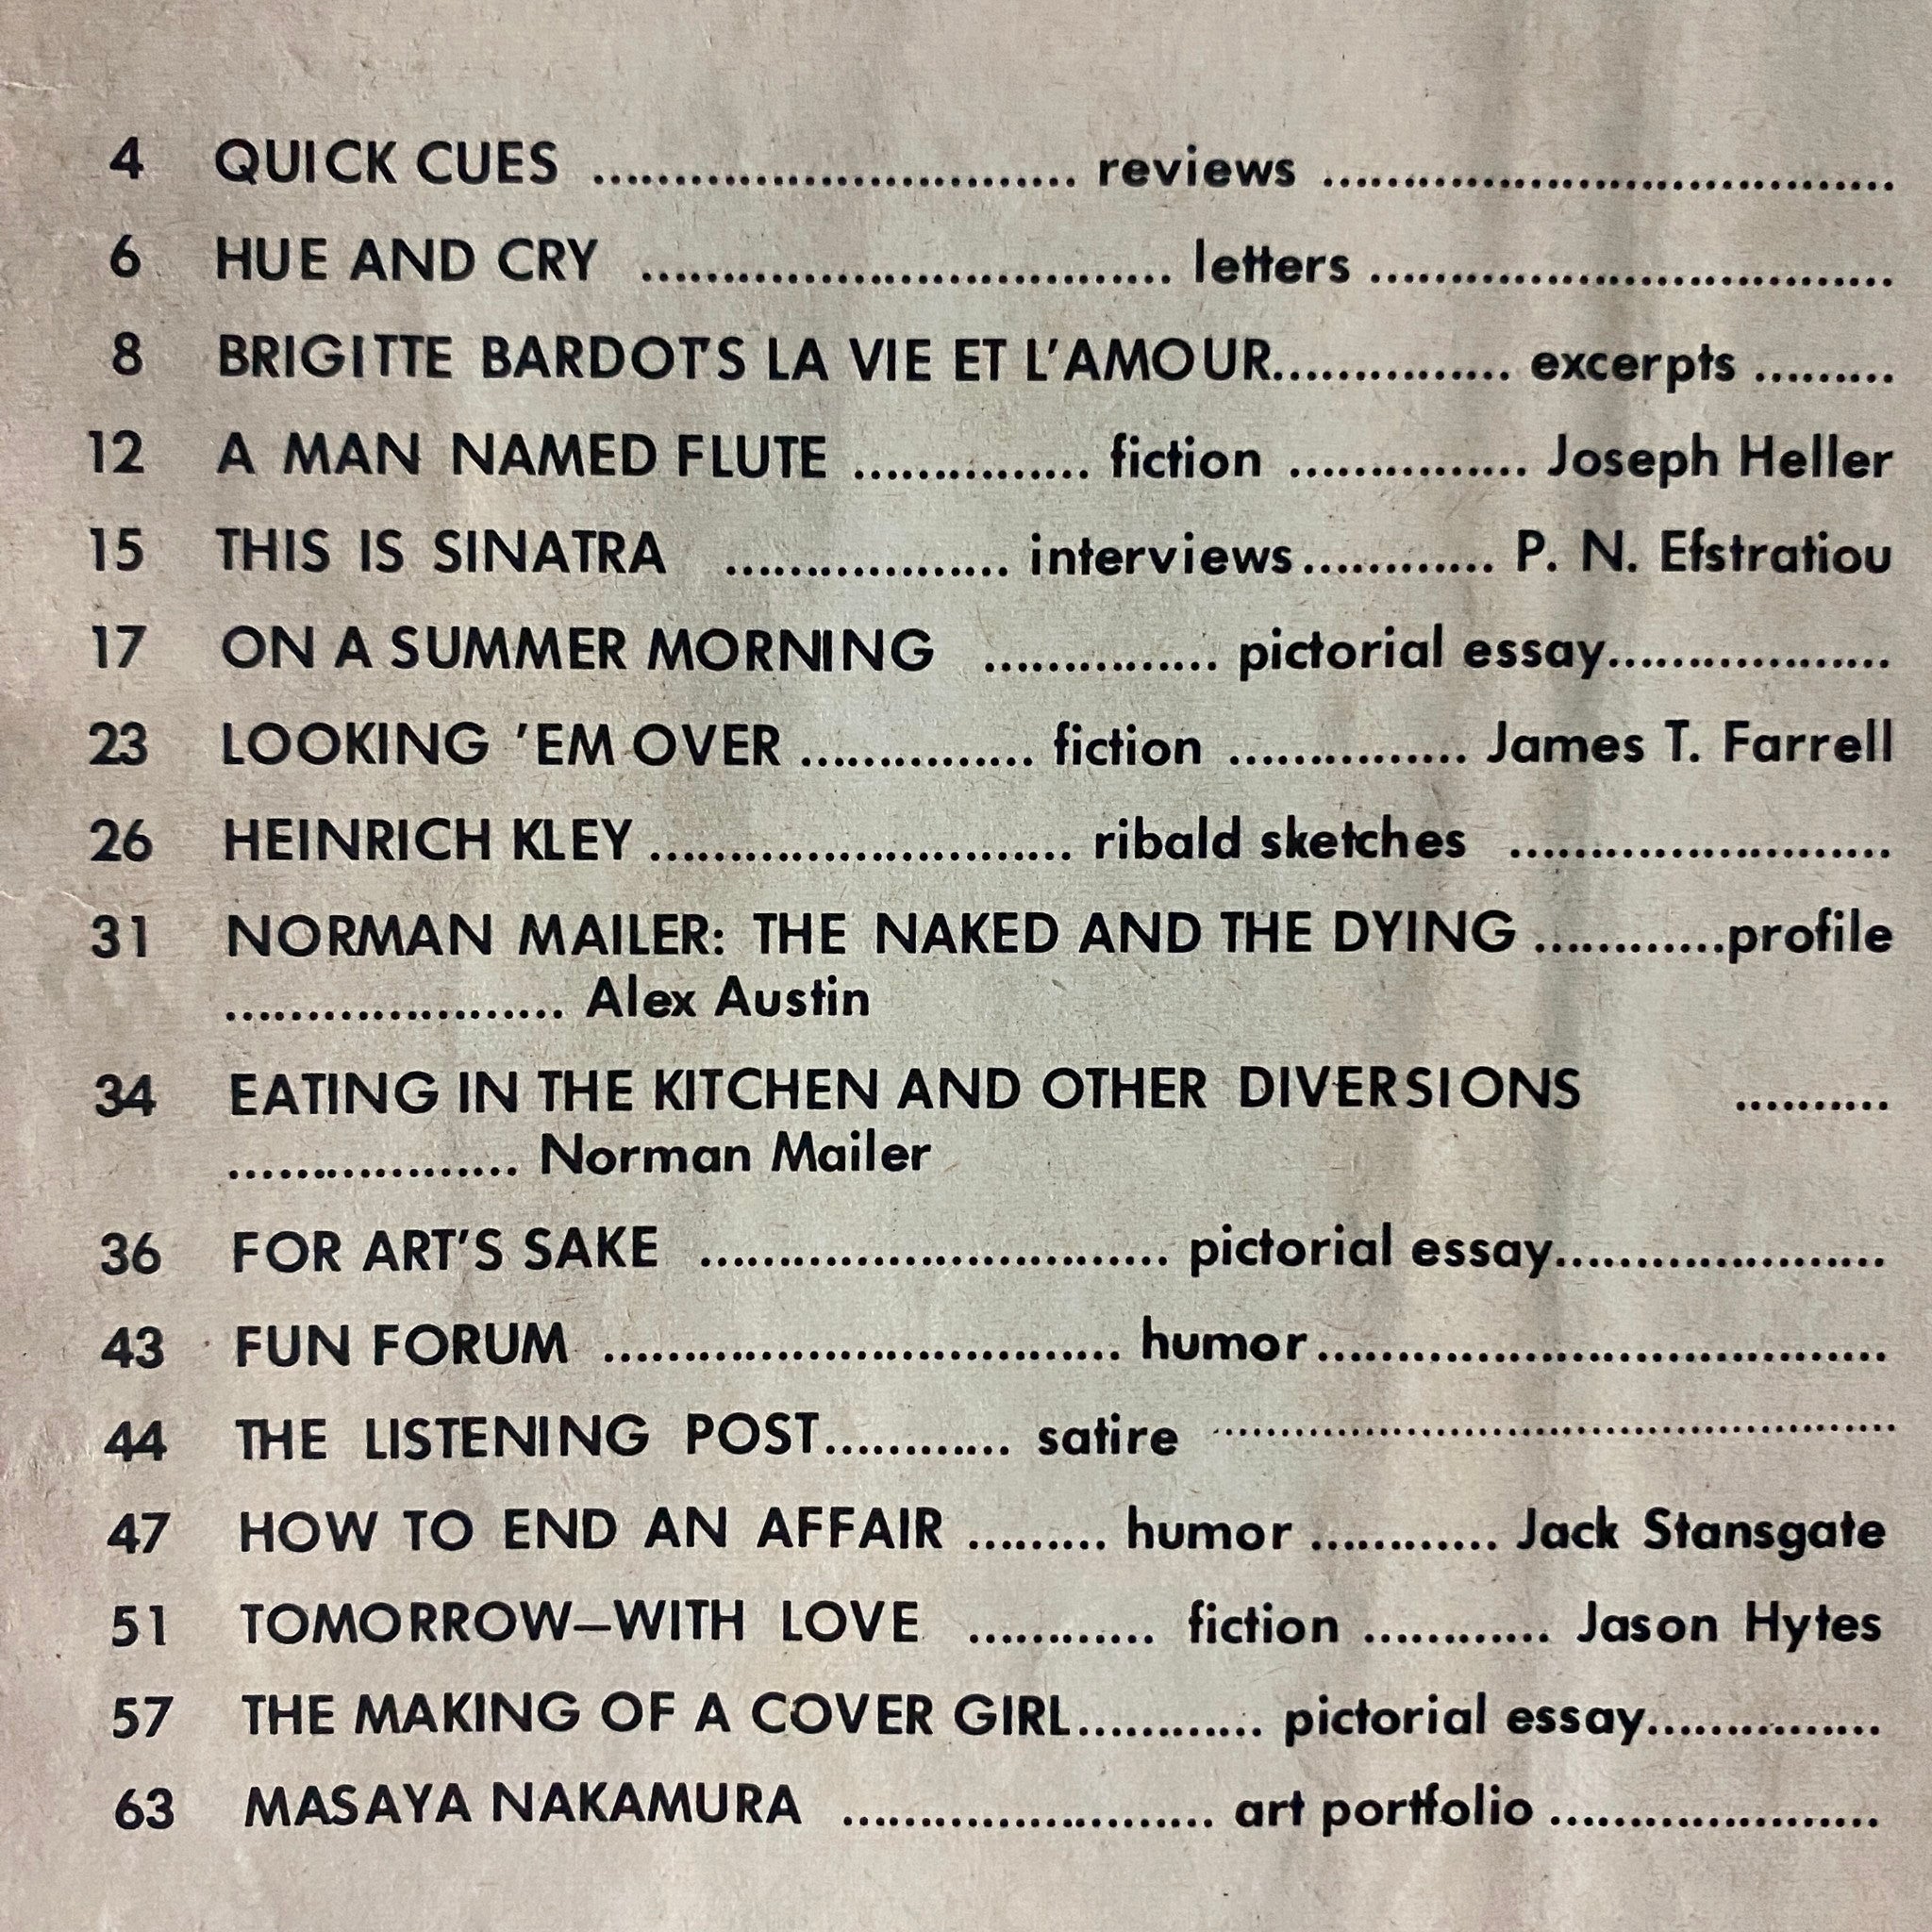 4 QUICK CUES .............................. reviews ....................................
6 HUE AND CRY ................................. letters .................................
8 BRIGITTE BARDOT'S LA VIE ET L'AMOUR............... excerpts .........
12 A MAN NAMED FLUTE ............... fiction ............... Joseph Heller
15 THIS IS SINATRA .................. interviews............ P. N. Efstratiou
17 ON A SUMMER MORNING ............... pictorial essay..................
23 LOOKING 'EM OVER ............... fiction ............... James T. Farrell
26 HEINRICH KLEY ........................... ribald sketches ........................
31 NORMAN MAILER: THE NAKED AND THE DYING ............profile
..................... Alex Austin
34 EATING IN THE KITCHEN AND OTHER DIVERSIONS ..........
.................. Norman Mailer
36 FOR ART'S SAKE ............................. pictorial essay.....................
43 FUN FORUM ................................. humor....................................
44 THE LISTENING POST............ satire ................................................
47 HOW TO END AN AFFAIR ......... humor ............ Jack Stansgate
51 TOMORROW—WITH LOVE ............ fiction ............ Jason Hytes
57 THE MAKING OF A COVER GIRL............ pictorial essay...............
63 MASAYA NAKAMURA ........................ art portfolio .....................